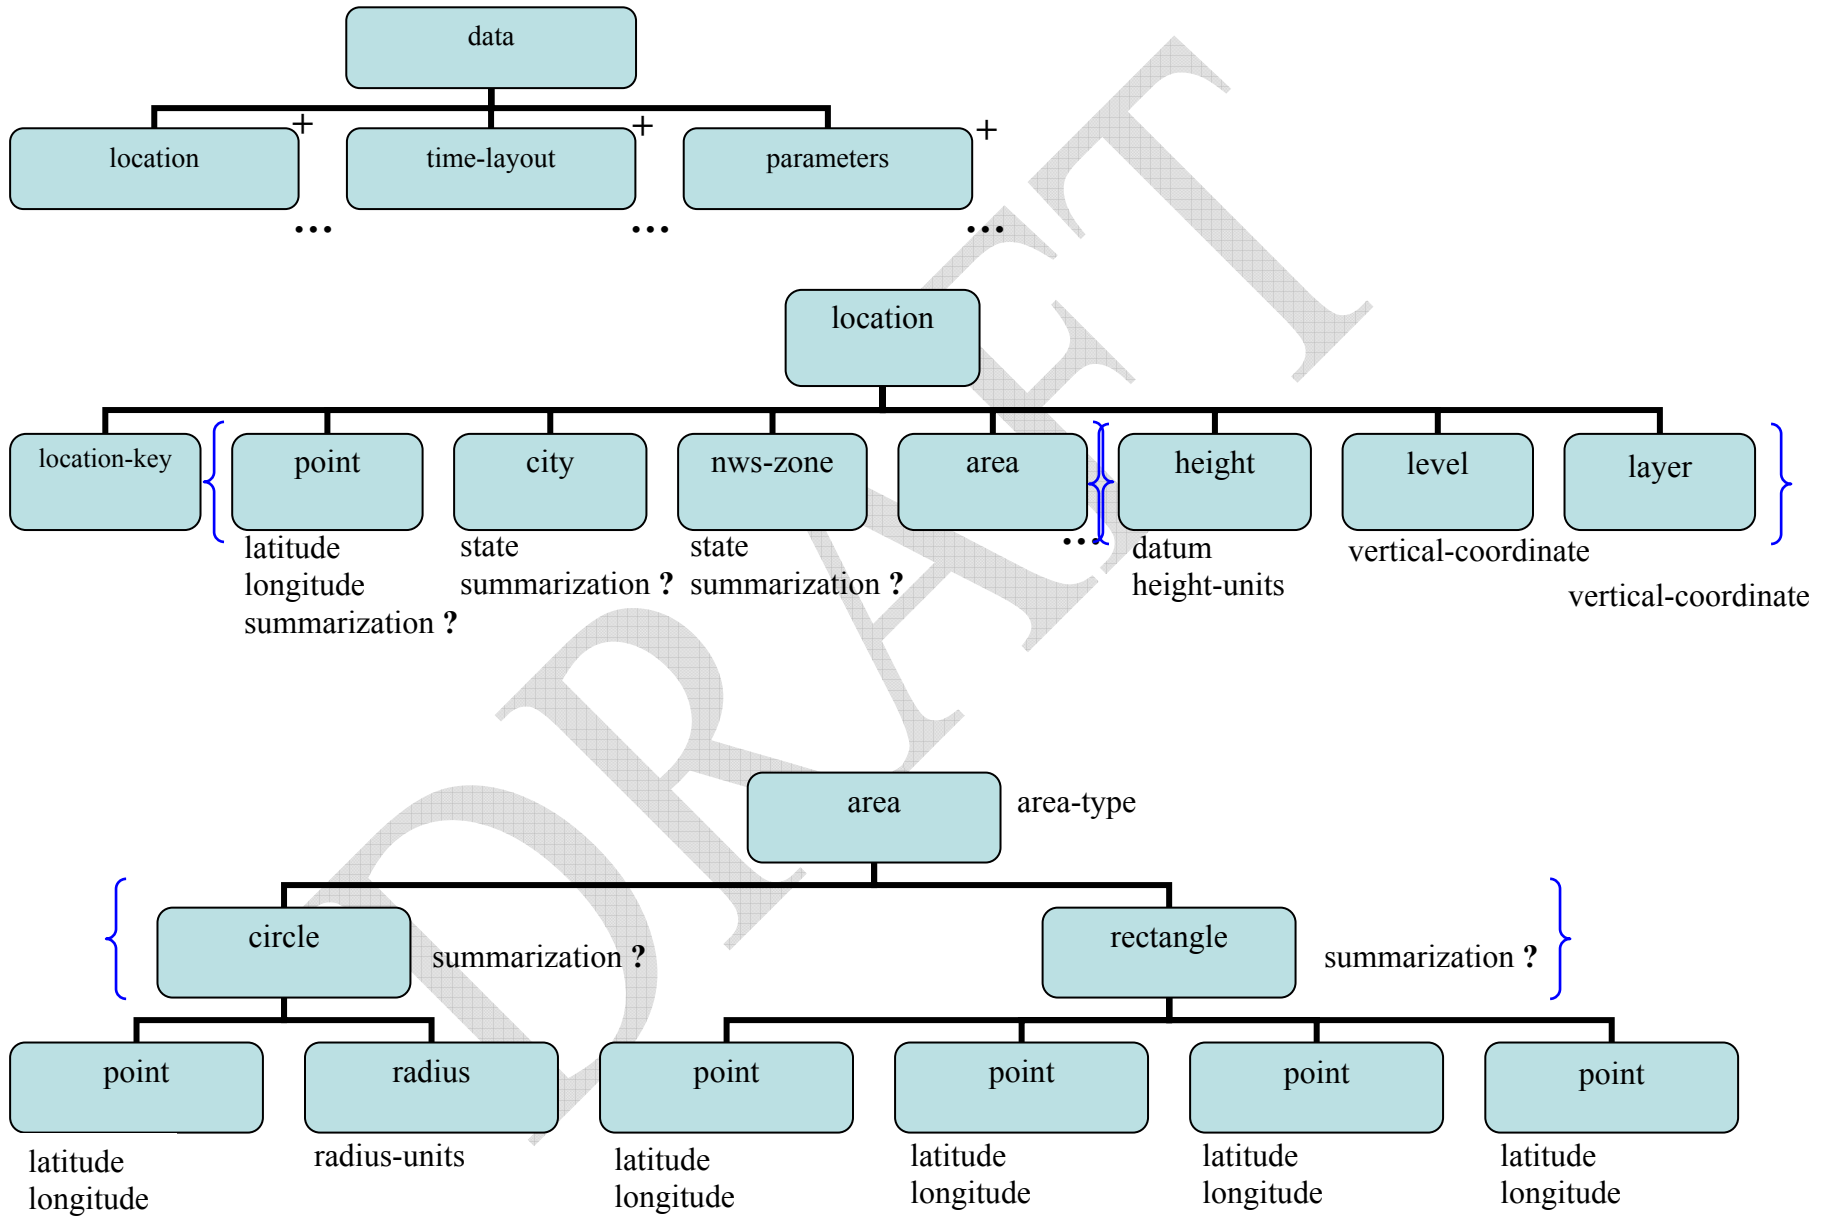 data
+ + +
location time-layout parameters
... ... ...
location
location-key point city nws-zone area height level layer
...
latitude state state datum vertical-coordinate
longitude summarization ? summarization ? height-units vertical-coordinate
summarization ?
area area-type
circle summarization ? rectangle summarization ?
point radius point point point point
latitude radius-units latitude latitude latitude latitude
longitude longitude longitude longitude longitude
DRAFT